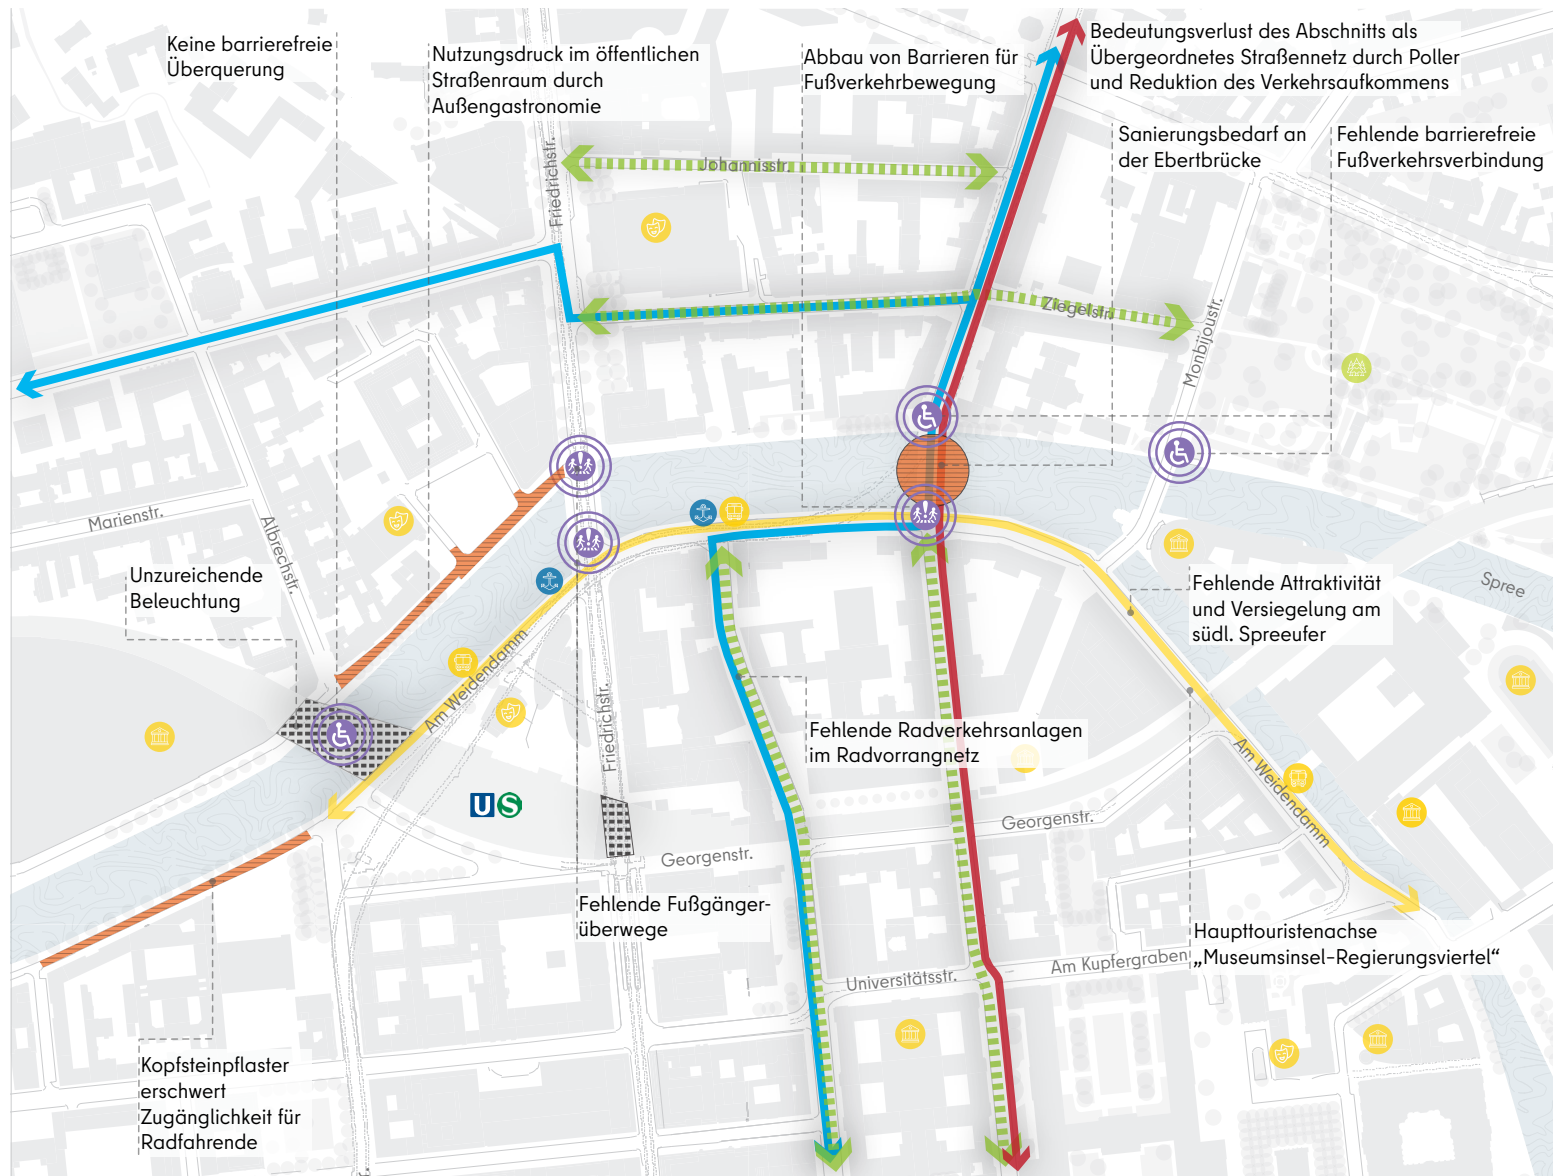 Keine barrierefreie
Überquerung
Nutzungsdruck im öffentlichen
Straßenraum durch
Außengastronomie
Abbau von Barrieren für
Fußverkehrbewegung
Bedeutungsverlust des Abschnitts als
Übergeordnetes Straßennetz durch Poller
und Reduktion des Verkehrsaufkommens
Sanierungsbedarf an
der Ebertbrücke
Fehlende barrierefreie
Fußverkehrsverbindung
Friedrichstr.
Johannisstr.
Ziegelstr.
Monbijoustr.
Marienstr.
Albrechstr.
Unzureichende
Beleuchtung
Am Weidendamm
Friedrichstr.
Spree
Fehlende Attraktivität
und Versiegelung am
südl. Spreeufer
Fehlende Radverkehrsanlagen
im Radvorrangnetz
Am Weidendamm
U S
Georgenstr.
Georgenstr.
Fehlende Fußgänger-
überwege
Haupttouristenachse
„Museumsinsel-Regierungsviertel“
Universitätsstr.
Am Kupfergraben
Kopfsteinpflaster
erschwert
Zugänglichkeit für
Radfahrende